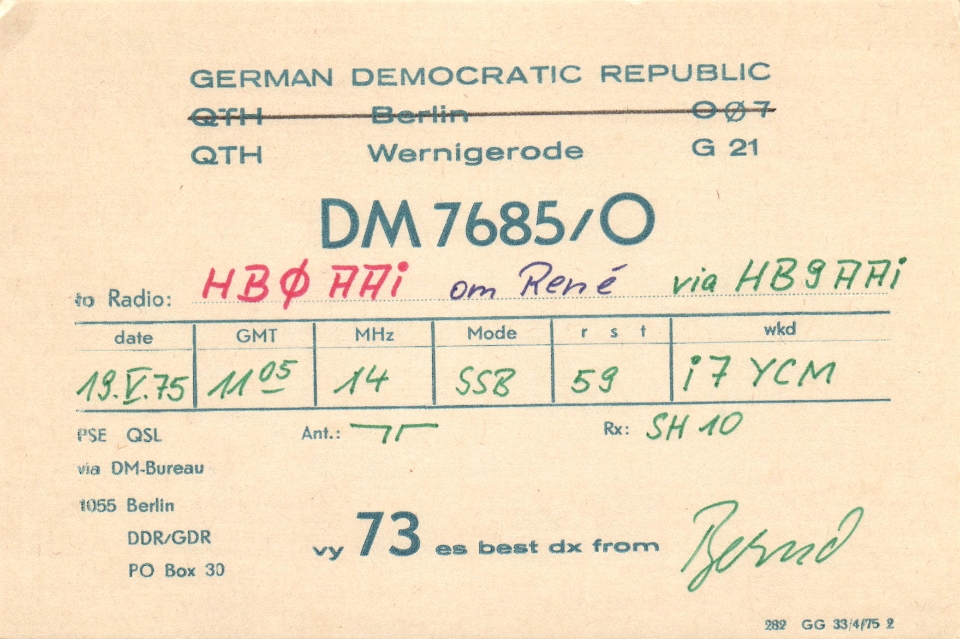 GERMAN DEMOCRATIC REPUBLIC
QTH Berlin OØ7
QTH Wernigerode G 21
DM 7685/O
to Radio: HBØAAi om René via HB9AAi
date GMT MHz Mode r s t wkd
19.V.75 11 05 14 SSB 59 i7 YCM
PSE QSL Ant.: Rx: SH 10
via DM-Bureau
1055 Berlin
DDR/GDR
PO Box 30
vy 73 es best dx from Bernd
282 GG 33/4/75 2